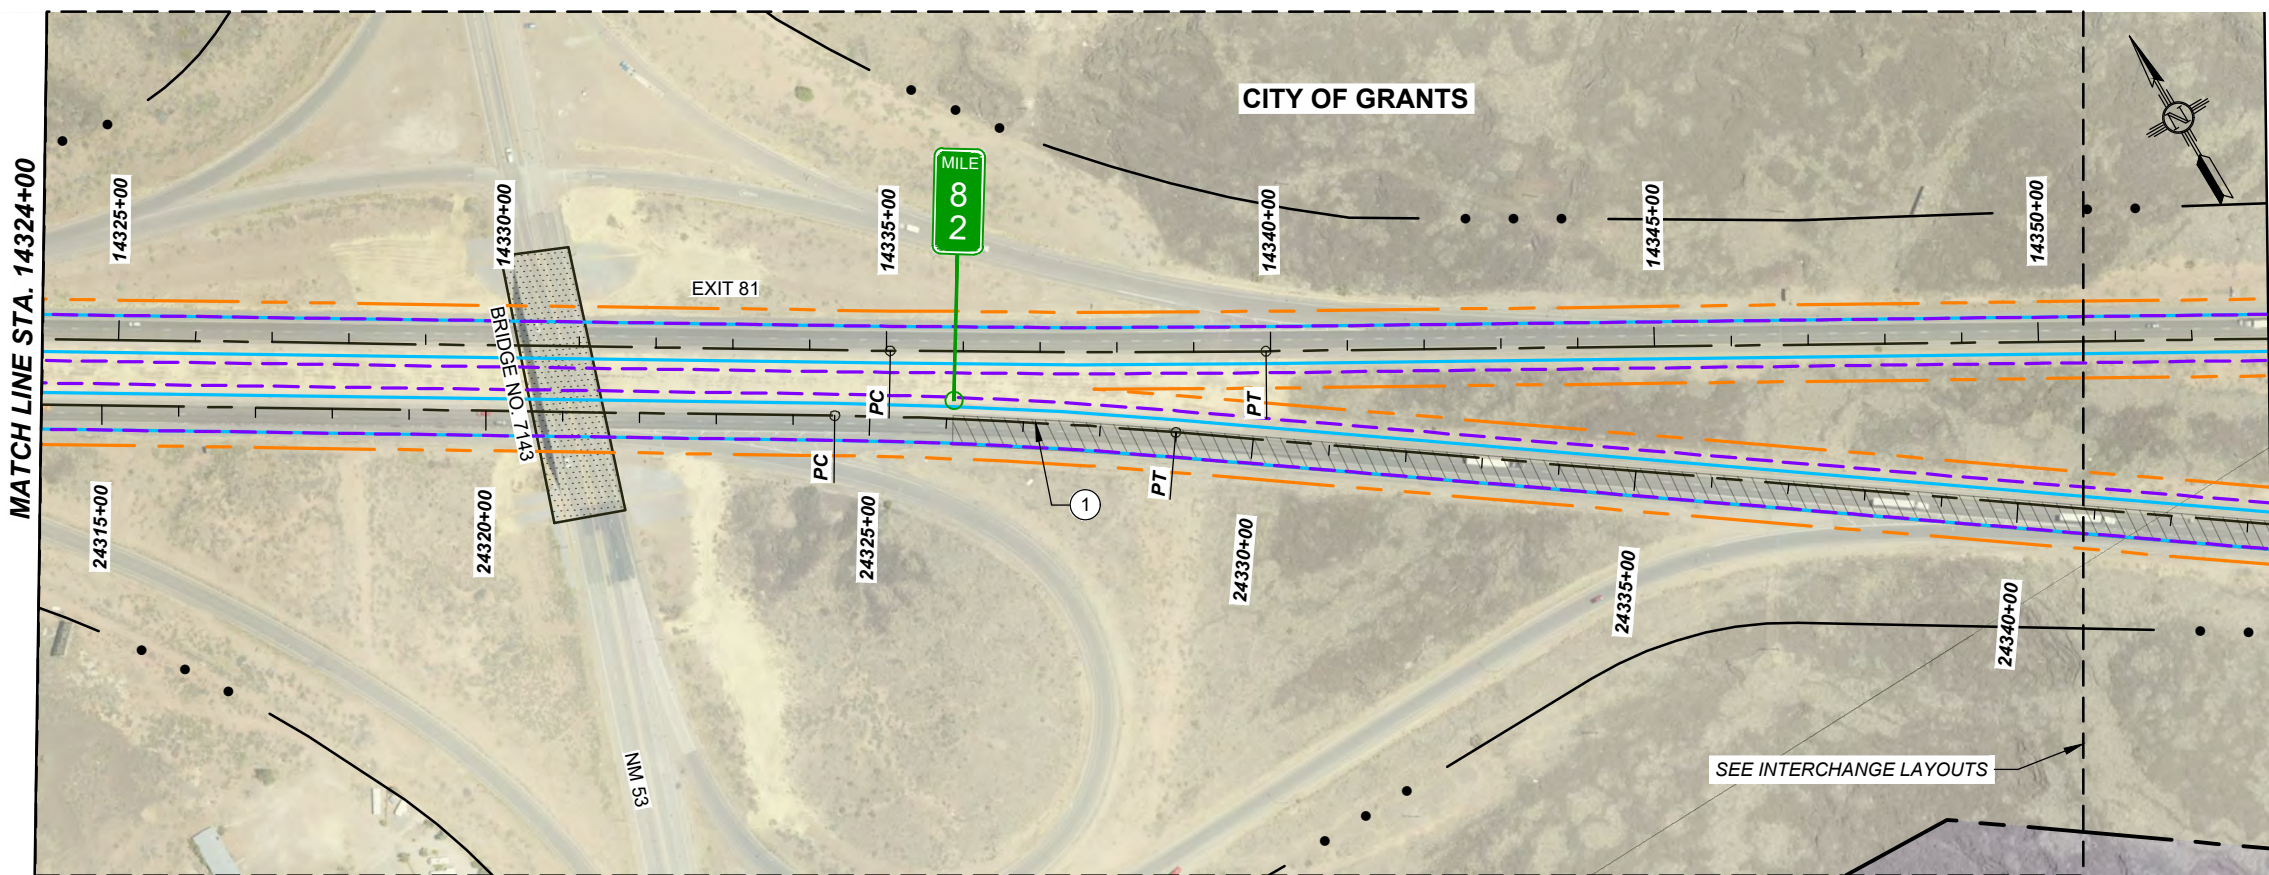 MATCH LINE STA. 14324+00
CITY OF GRANTS
N
MILE
8
2
14325+00
14330+00
14335+00
14340+00
14345+00
14350+00
EXIT 81
BRIDGE NO. 7143
PC
PT
PC
PT
1
24315+00
24320+00
24325+00
24330+00
24335+00
24340+00
NM 53
SEE INTERCHANGE LAYOUTS